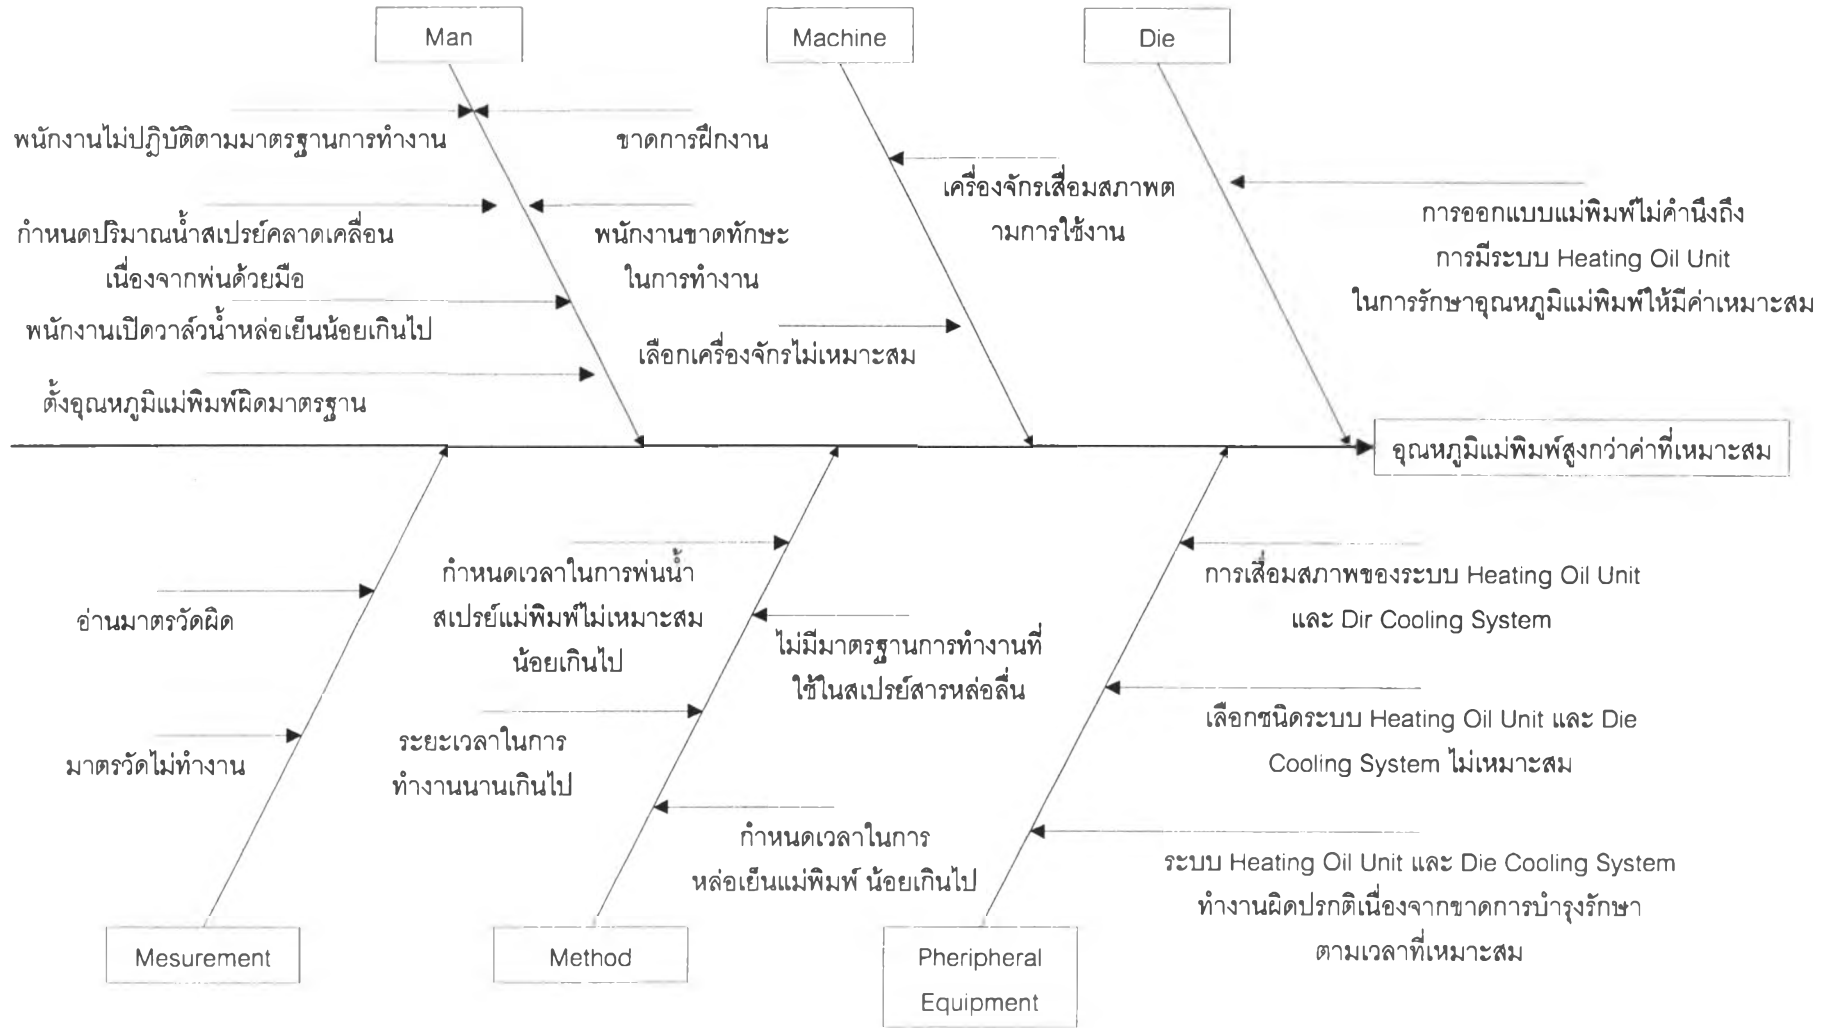 Man
Machine
Die
พนักงานไม่ปฏิบัติตามมาตรฐานการทำงาน
ขาดการฝึกงาน
กำหนดปริมาณน้ำสเปรย์คลาดเคลื่อน
เนื่องจากพ่นด้วยมือ
พนักงานขาดทักษะ
ในการทำงาน
พนักงานเปิดวาล์วน้ำหล่อเย็นน้อยเกินไป
ตั้งอุณหภูมิแม่พิมพ์ผิดมาตรฐาน
เครื่องจักรเสื่อมสภาพต
ามการใช้งาน
เลือกเครื่องจักรไม่เหมาะสม
การออกแบบแม่พิมพ์ไม่คำนึงถึง
การมีระบบ Heating Oil Unit
ในการรักษาอุณหภูมิแม่พิมพ์ให้มีค่าเหมาะสม
อุณหภูมิแม่พิมพ์สูงกว่าค่าที่เหมาะสม
อ่านมาตรวัดผิด
มาตรวัดไม่ทำงาน
กำหนดเวลาในการพ่นน้ำ
สเปรย์แม่พิมพ์ไม่เหมาะสม
น้อยเกินไป
ไม่มีมาตรฐานการทำงานที่
ใช้ในสเปรย์สารหล่อลื่น
ระยะเวลาในการ
ทำงานนานเกินไป
กำหนดเวลาในการ
หล่อเย็นแม่พิมพ์ น้อยเกินไป
การเสื่อมสภาพของระบบ Heating Oil Unit
และ Dir Cooling System
เลือกชนิดระบบ Heating Oil Unit และ Die
Cooling System ไม่เหมาะสม
ระบบ Heating Oil Unit และ Die Cooling System
ทำงานผิดปรกติเนื่องจากขาดการบำรุงรักษา
ตามเวลาที่เหมาะสม
Mesurement
Method
Pheripheral
Equipment